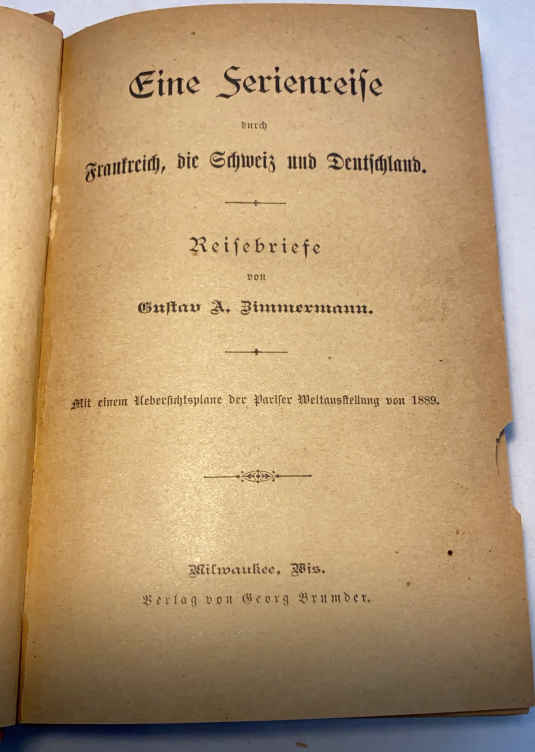 Eine Ferienreise
durch
Frankreich, die Schweiz und Deutschland.
Reisebriefe
von
Gustav A. Zimmermann.
Mit einem Uebersichtsplane der Pariser Weltausstellung von 1889.
Milwaukee, Wis.
Verlag von Georg Brumder.